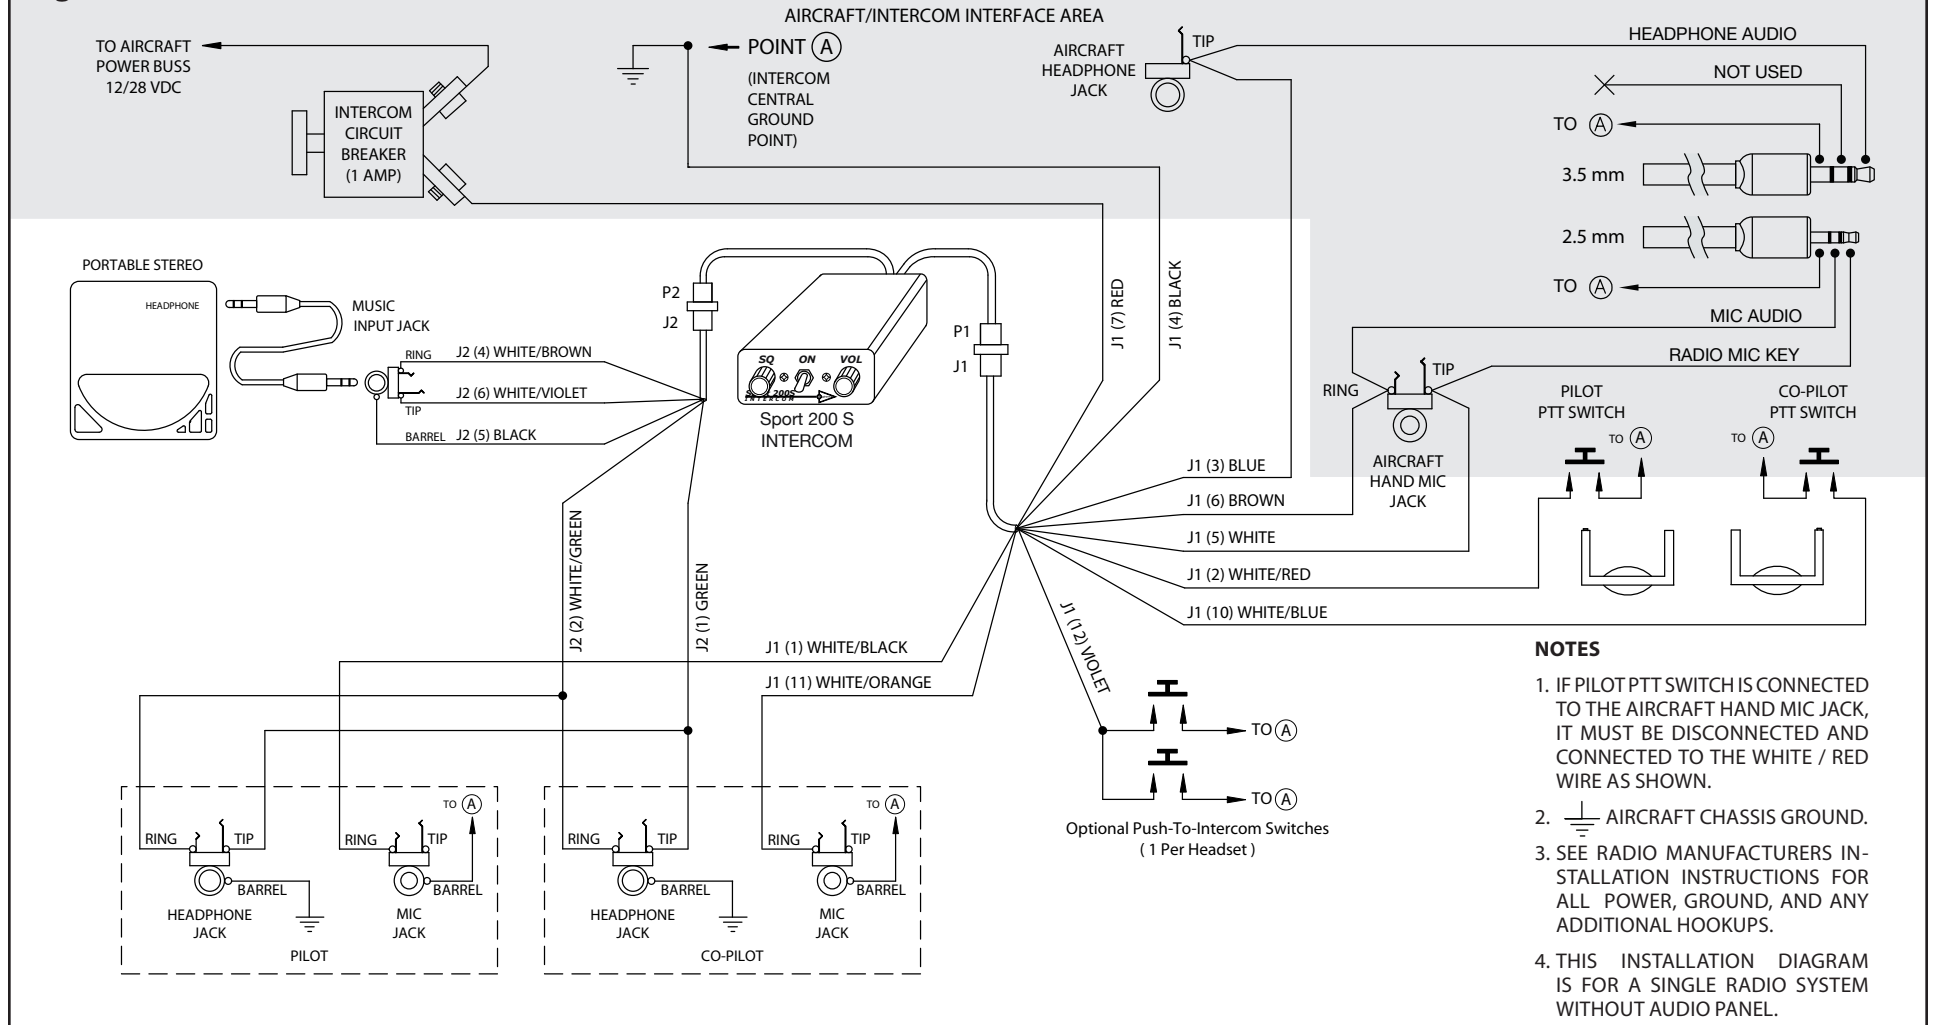 AIRCRAFT/INTERCOM INTERFACE AREA
TO AIRCRAFT
POWER BUSS
12/28 VDC
INTERCOM
CIRCUIT
BREAKER
(1 AMP)
POINT A
(INTERCOM
CENTRAL
GROUND
POINT)
AIRCRAFT
HEADPHONE
JACK
TIP
HEADPHONE AUDIO
NOT USED
TO A
3.5 mm
2.5 mm
TO A
MIC AUDIO
RADIO MIC KEY
RING
TIP
AIRCRAFT
HAND MIC
JACK
PILOT
PTT SWITCH
TO A
CO-PILOT
PTT SWITCH
TO A
PORTABLE STEREO
HEADPHONE
MUSIC
INPUT JACK
RING
J2 (4) WHITE/BROWN
J2 (6) WHITE/VIOLET
TIP
BARREL
J2 (5) BLACK
P2
J2
SQ
ON
VOL
INTERCOM
Sport 200 S
INTERCOM
P1
J1
J1 (7) RED
J1 (4) BLACK
J1 (3) BLUE
J1 (6) BROWN
J1 (5) WHITE
J1 (2) WHITE/RED
J1 (10) WHITE/BLUE
J2 (2) WHITE/GREEN
J2 (1) GREEN
J1 (1) WHITE/BLACK
J1 (11) WHITE/ORANGE
J1 (12) VIOLET
TO A
TO A
Optional Push-To-Intercom Switches
( 1 Per Headset )
RING
TIP
BARREL
HEADPHONE
JACK
RING
TIP
TO A
BARREL
MIC
JACK
PILOT
RING
TIP
BARREL
HEADPHONE
JACK
RING
TIP
TO A
BARREL
MIC
JACK
CO-PILOT
NOTES
1. IF PILOT PTT SWITCH IS CONNECTED
TO THE AIRCRAFT HAND MIC JACK,
IT MUST BE DISCONNECTED AND
CONNECTED TO THE WHITE / RED
WIRE AS SHOWN.
2. AIRCRAFT CHASSIS GROUND.
3. SEE RADIO MANUFACTURERS IN-
STALLATION INSTRUCTIONS FOR
ALL POWER, GROUND, AND ANY
ADDITIONAL HOOKUPS.
4. THIS INSTALLATION DIAGRAM
IS FOR A SINGLE RADIO SYSTEM
WITHOUT AUDIO PANEL.